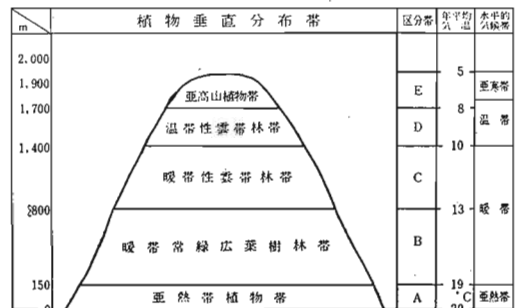 m
植物垂直分布帯
区分帯
年平均気温
水平的気候帯
2.000
1.900
1,700
1,400
800
150
亜高山植物帯
温帯性雲帯林帯
暖帯性雲帯林帯
暖帯常緑広葉樹林帯
亜熱帯植物帯
E
D
C
B
A
5
8
10
13
19
°C
亜寒帯
温帯
暖帯
亜熱帯